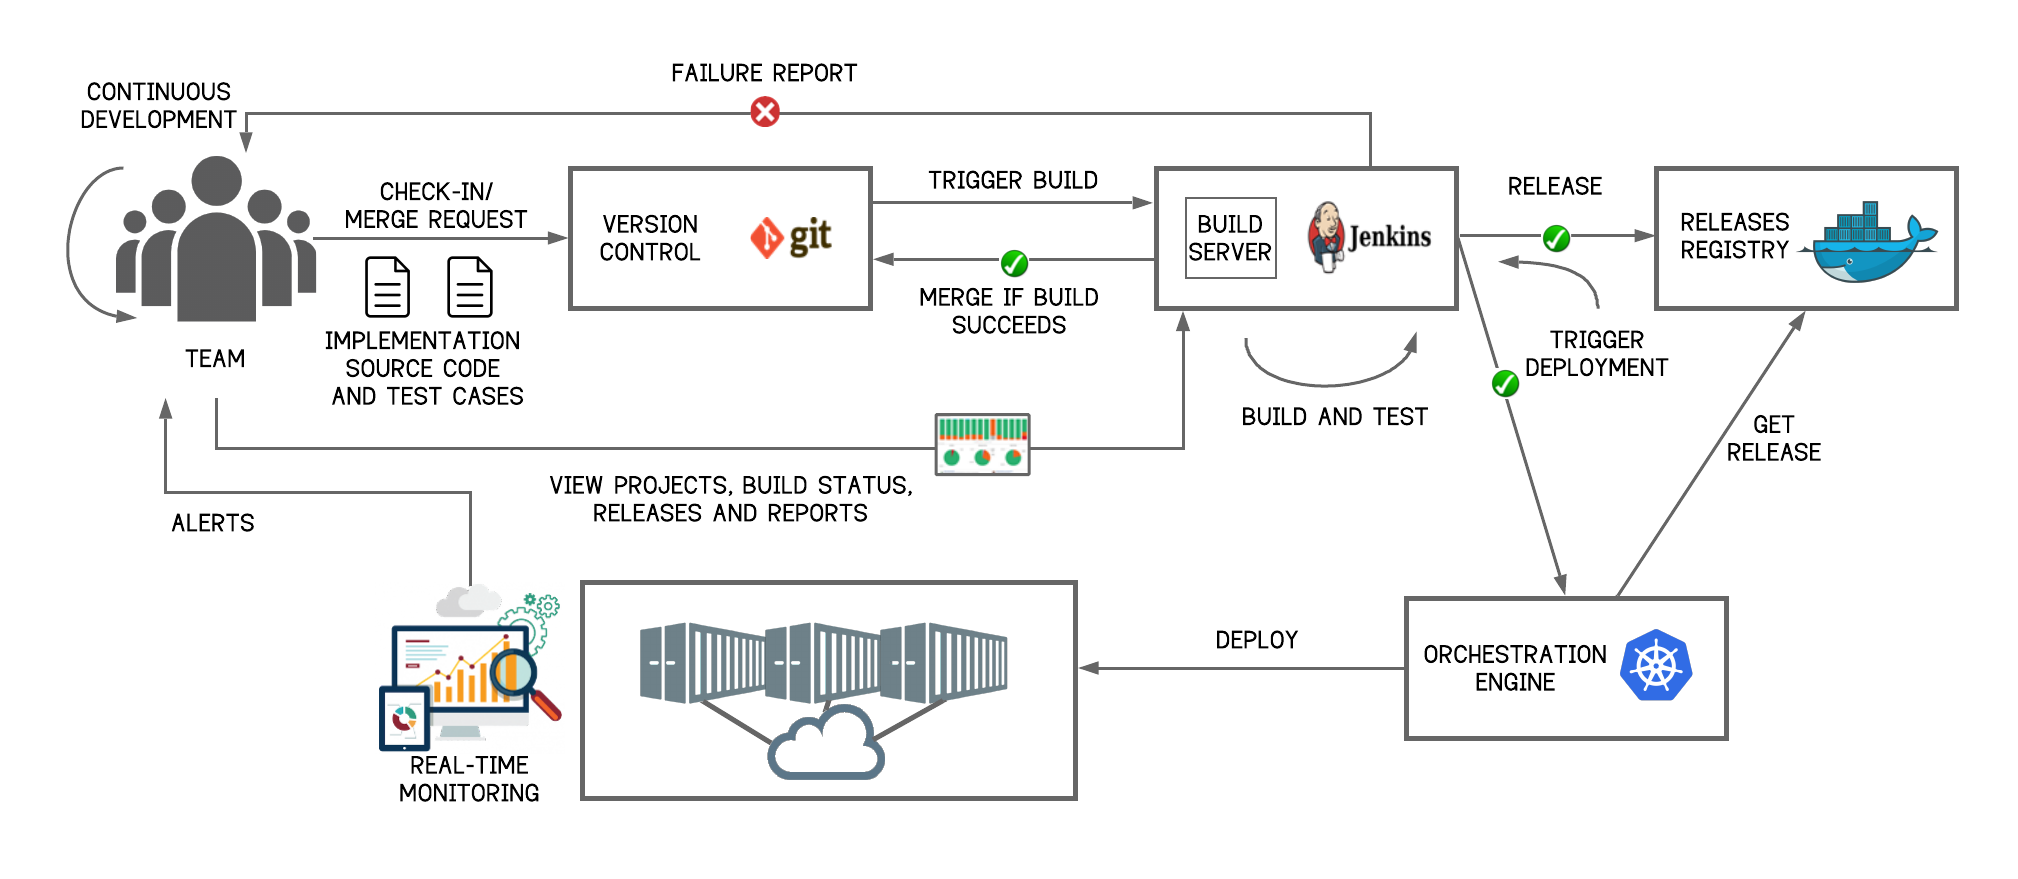 FAILURE REPORT
CONTINUOUS
DEVELOPMENT
CHECK-IN/
MERGE REQUEST
TRIGGER BUILD
RELEASE
VERSION
CONTROL
git
BUILD
SERVER
Jenkins
RELEASES
REGISTRY
MERGE IF BUILD
SUCCEEDS
IMPLEMENTATION
SOURCE CODE
AND TEST CASES
TEAM
TRIGGER
DEPLOYMENT
BUILD AND TEST
GET
RELEASE
VIEW PROJECTS, BUILD STATUS,
RELEASES AND REPORTS
ALERTS
DEPLOY
ORCHESTRATION
ENGINE
REAL-TIME
MONITORING